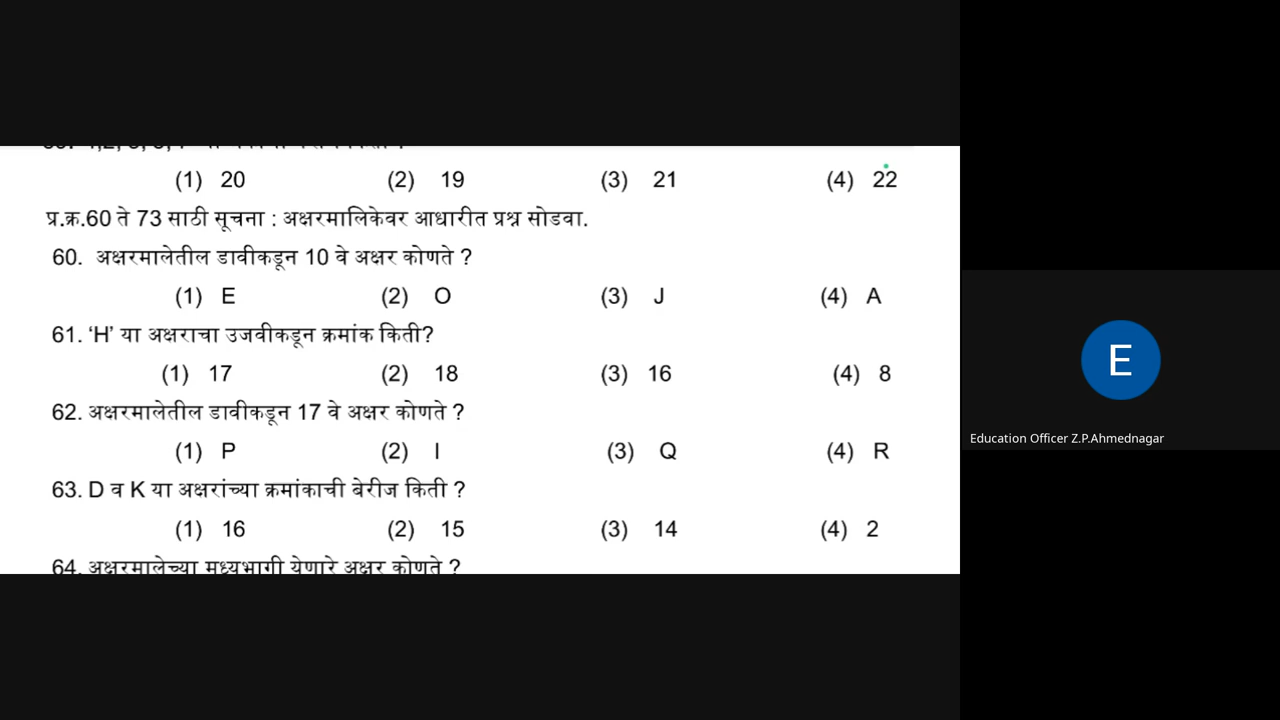 (1) 20 (2) 19 (3) 21 (4) 22
प्र.क्र.60 ते 73 साठी सूचना : अक्षरमालिकेवर आधारीत प्रश्न सोडवा.
60. अक्षरमालेतील डावीकडून 10 वे अक्षर कोणते ?
(1) E (2) O (3) J (4) A
61. ‘H’ या अक्षराचा उजवीकडून क्रमांक किती?
(1) 17 (2) 18 (3) 16 (4) 8
62. अक्षरमालेतील डावीकडून 17 वे अक्षर कोणते ?
(1) P (2) I (3) Q (4) R
63. D व K या अक्षरांच्या क्रमांकाची बेरीज किती ?
(1) 16 (2) 15 (3) 14 (4) 2
64. अक्षरमालेच्या मध्यभागी येणारे अक्षर कोणते ?
E
Education Officer Z.P.Ahmednagar